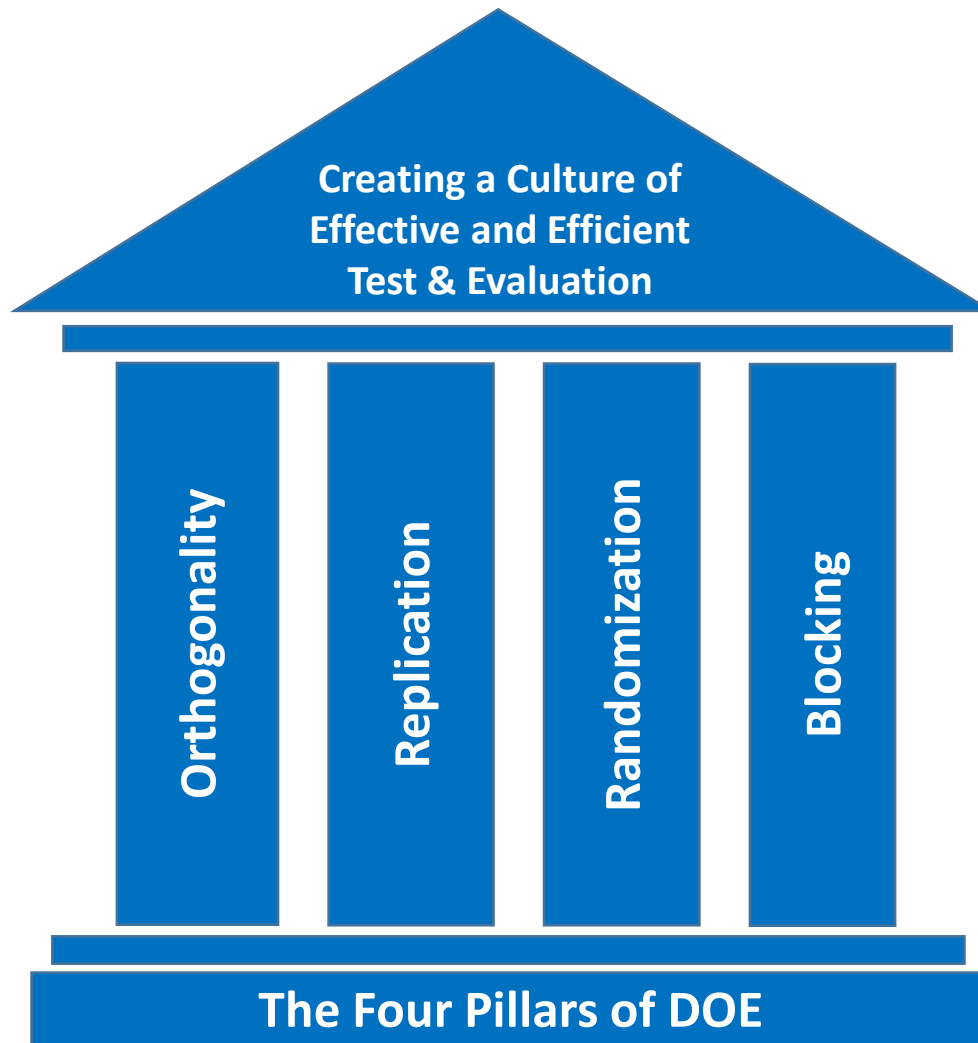 Creating a Culture of
Effective and Efficient
Test & Evaluation
Orthogonality
Replication
Randomization
Blocking
The Four Pillars of DOE